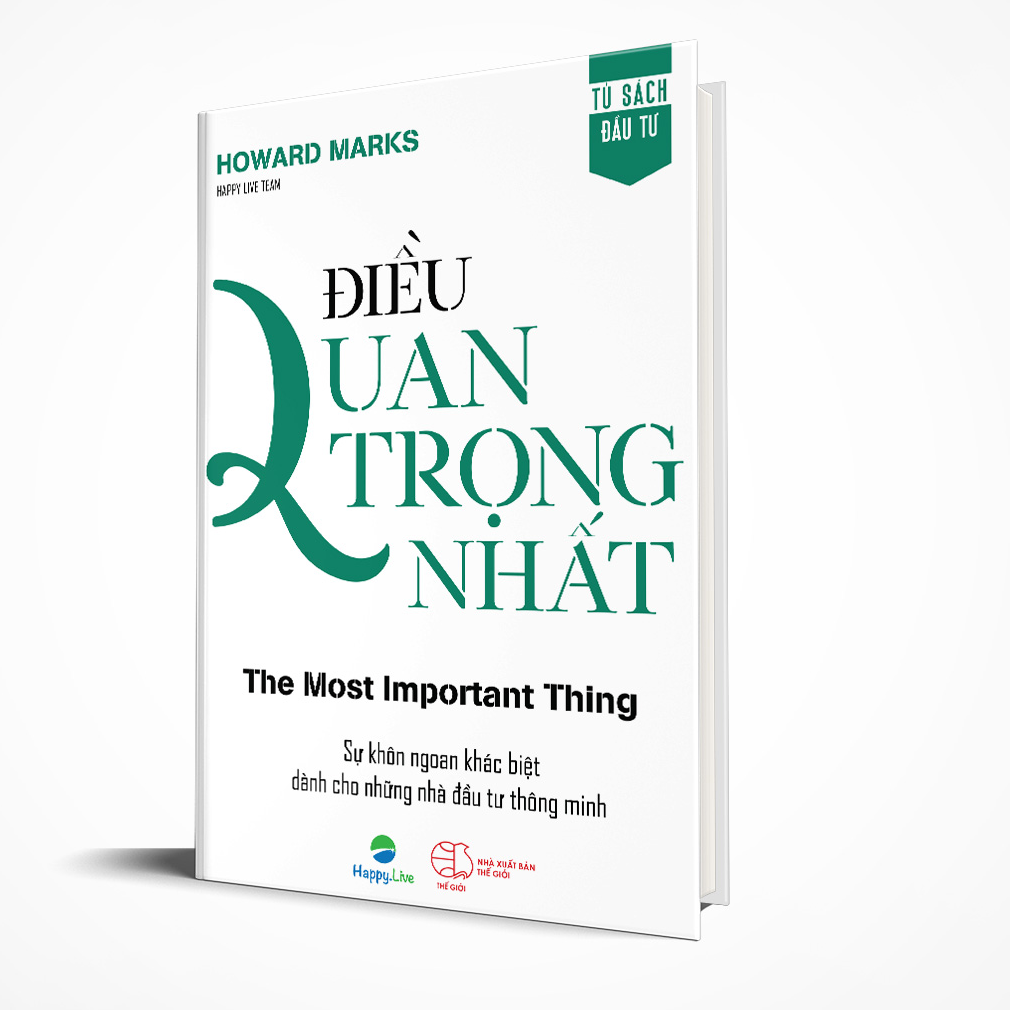 TỦ SÁCH
ĐẦU TƯ
HOWARD MARKS
HAPPY LIVE TEAM
ĐIỀU
QUAN
TRỌNG
NHẤT
The Most Important Thing
Sự khôn ngoan khác biệt
dành cho những nhà đầu tư thông minh
Happy.Live
NHÀ XUẤT BẢN
THẾ GIỚI
THẾ GIỚI